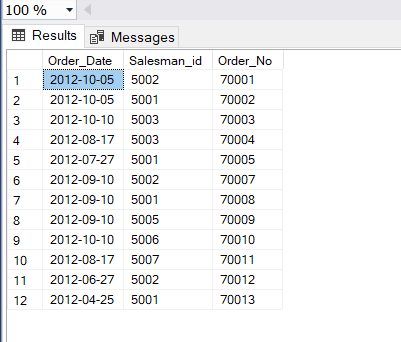 100 %
Results Messages
Order_Date Salesman_id Order_No
1 2012-10-05 5002 70001
2 2012-10-05 5001 70002
3 2012-10-10 5003 70003
4 2012-08-17 5003 70004
5 2012-07-27 5001 70005
6 2012-09-10 5002 70007
7 2012-09-10 5001 70008
8 2012-09-10 5005 70009
9 2012-10-10 5006 70010
10 2012-08-17 5007 70011
11 2012-06-27 5002 70012
12 2012-04-25 5001 70013